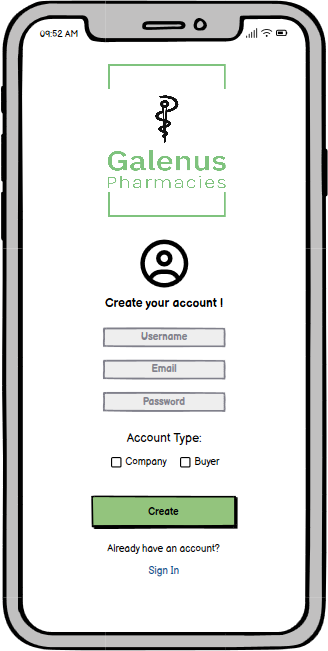 09:52 AM
Galenus
Pharmacies
Create your account !
Username
Email
Password
Account Type:
Company Buyer
Create
Already have an account?
Sign In